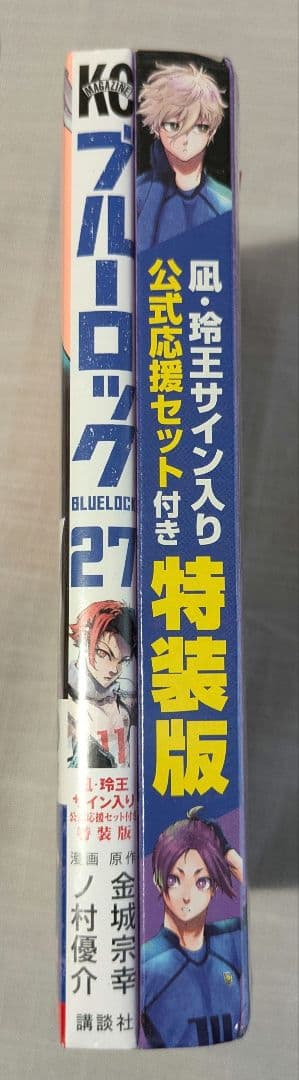 KC
MAGAZINE
ブルーロック
BLUELOCK
27
11
凪・玲王
サイン入り
公式応援セット付き
特装版
原作 金城宗幸
漫画 ノ村優介
講談社
凪・玲王サイン入り
公式応援セット付き
特装版